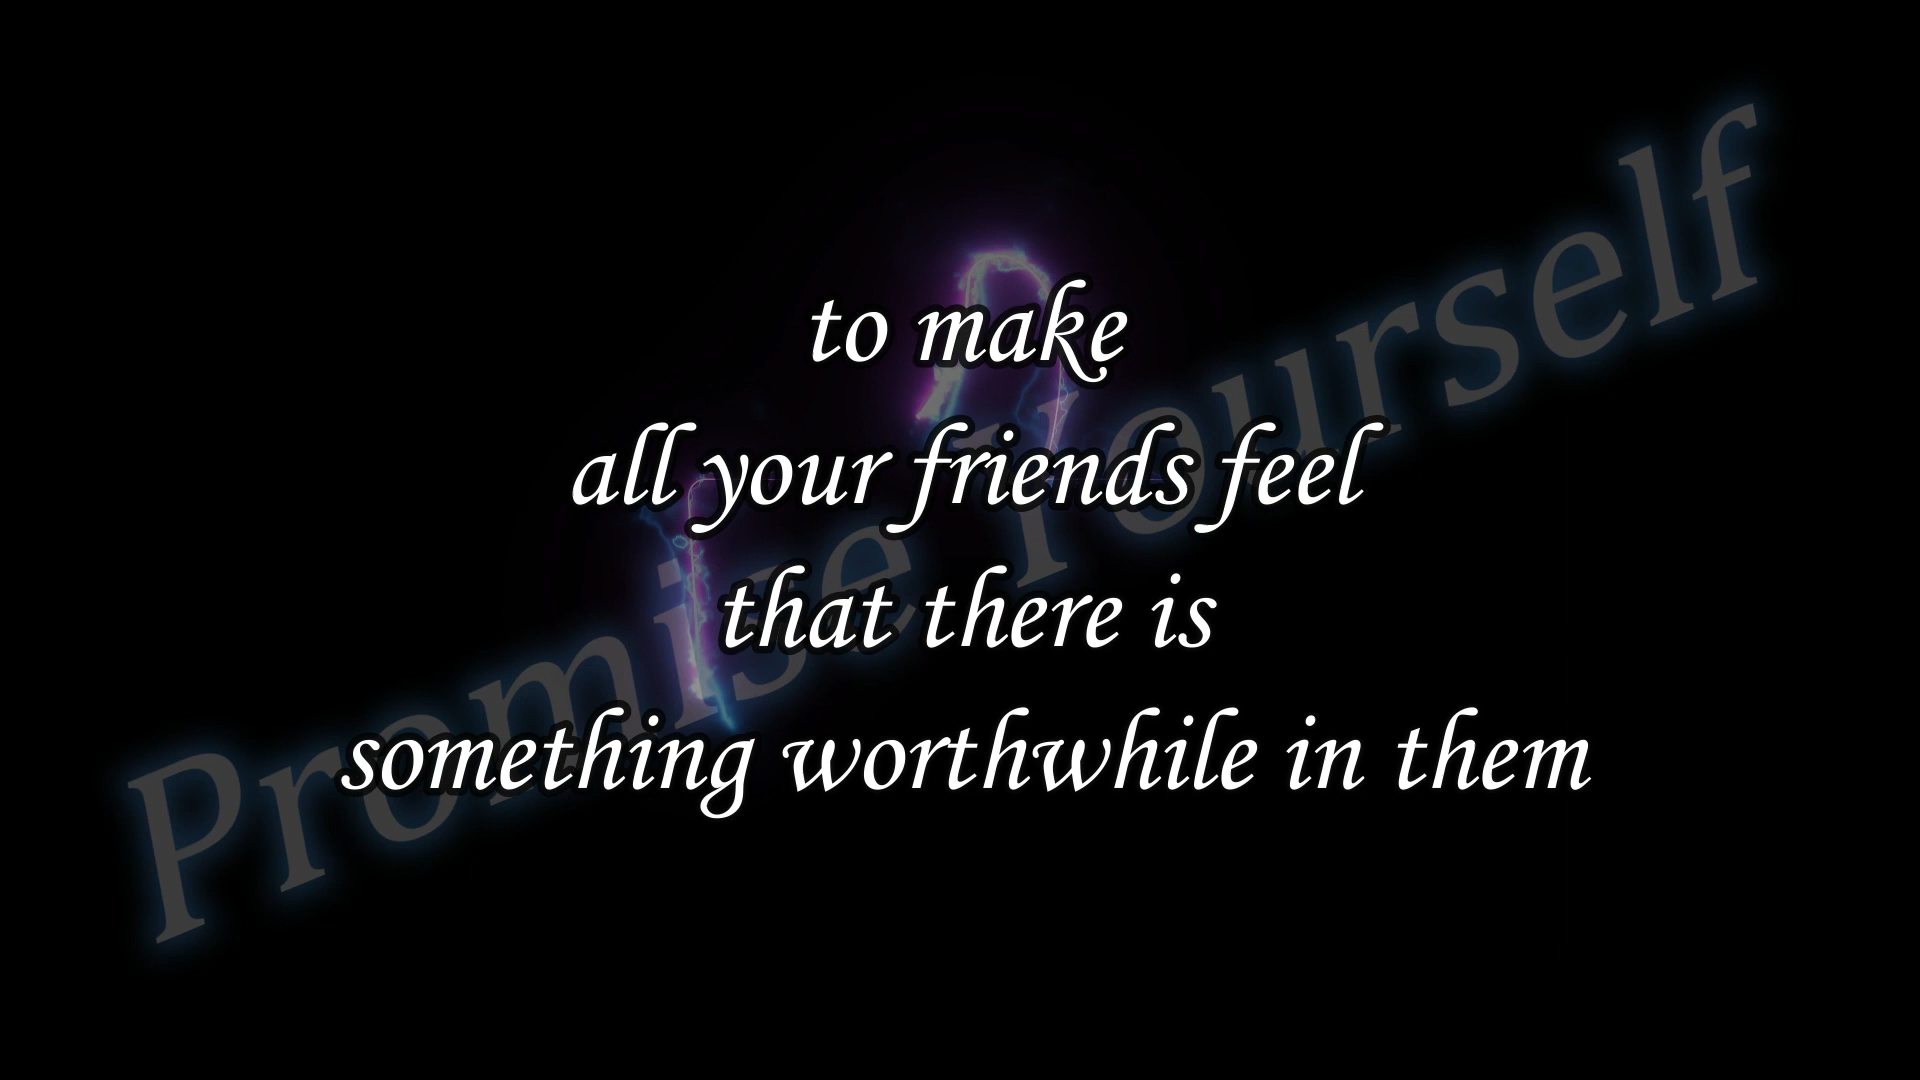 Promise Yourself
to make
all your friends feel
that there is
something worthwhile in them